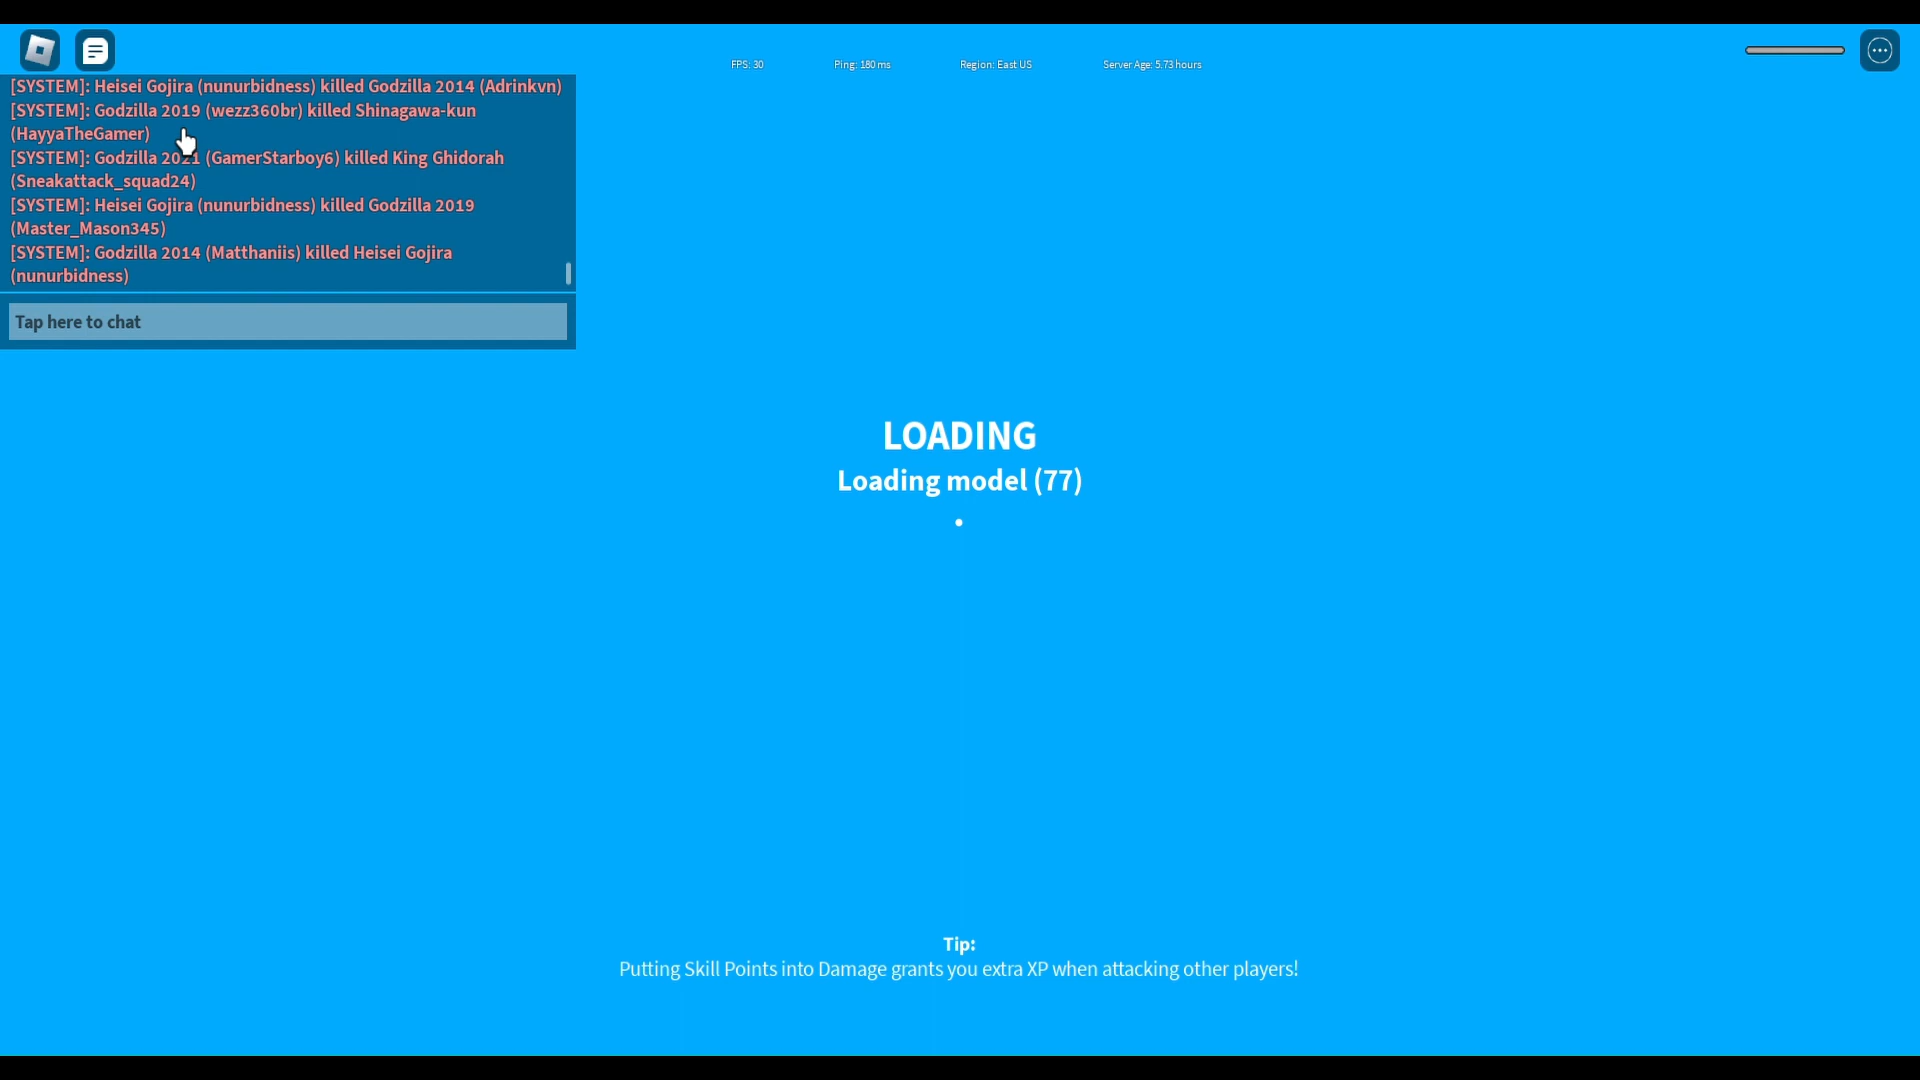 FPS: 30 Ping: 180 ms Region: East US Server Age: 5.73 hours
[SYSTEM]: Heisei Gojira (nunurbidness) killed Godzilla 2014 (Adrinkvn)
[SYSTEM]: Godzilla 2019 (wezz360br) killed Shinagawa-kun
(HayyaTheGamer)
[SYSTEM]: Godzilla 2021 (GamerStarboy6) killed King Ghidorah
(Sneakattack_squad24)
[SYSTEM]: Heisei Gojira (nunurbidness) killed Godzilla 2019
(Master_Mason345)
[SYSTEM]: Godzilla 2014 (Matthaniis) killed Heisei Gojira
(nunurbidness)
Tap here to chat
LOADING
Loading model (77)
Tip:
Putting Skill Points into Damage grants you extra XP when attacking other players!